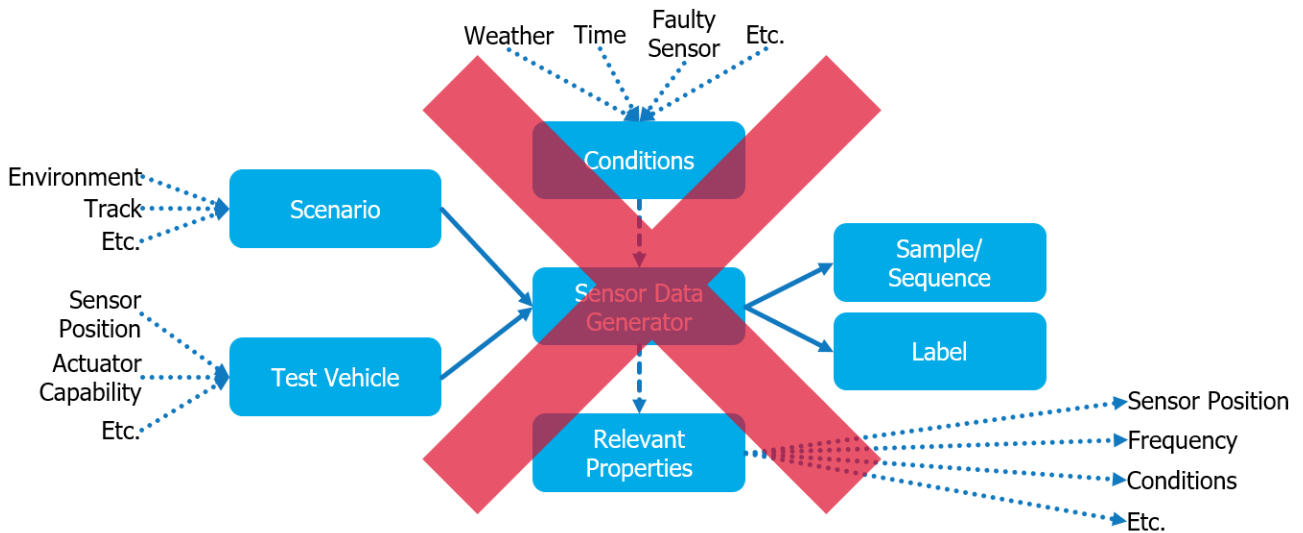 Weather
Time
Faulty
Sensor
Etc.
Conditions
Environment
Track
Etc.
Scenario
Sensor
Position
Actuator
Capability
Etc.
Test Vehicle
Sensor Data
Generator
Sample/
Sequence
Label
Relevant
Properties
Sensor Position
Frequency
Conditions
Etc.